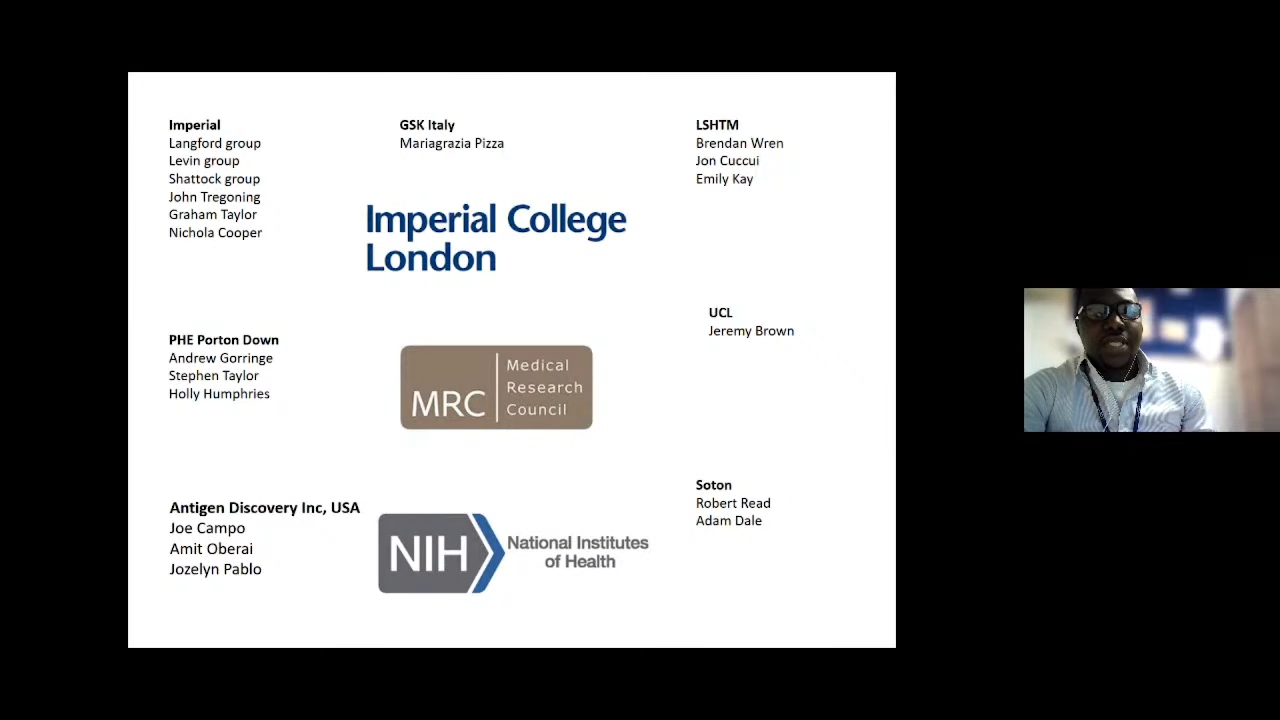 Imperial
Langford group
Levin group
Shattock group
John Tregoning
Graham Taylor
Nichola Cooper
GSK Italy
Mariagrazia Pizza
LSHTM
Brendan Wren
Jon Cuccui
Emily Kay
Imperial College
London
UCL
Jeremy Brown
PHE Porton Down
Andrew Gorringe
Stephen Taylor
Holly Humphries
MRC
Medical
Research
Council
Soton
Robert Read
Adam Dale
Antigen Discovery Inc, USA
Joe Campo
Amit Oberai
Jozelyn Pablo
NIH
National Institutes
of Health